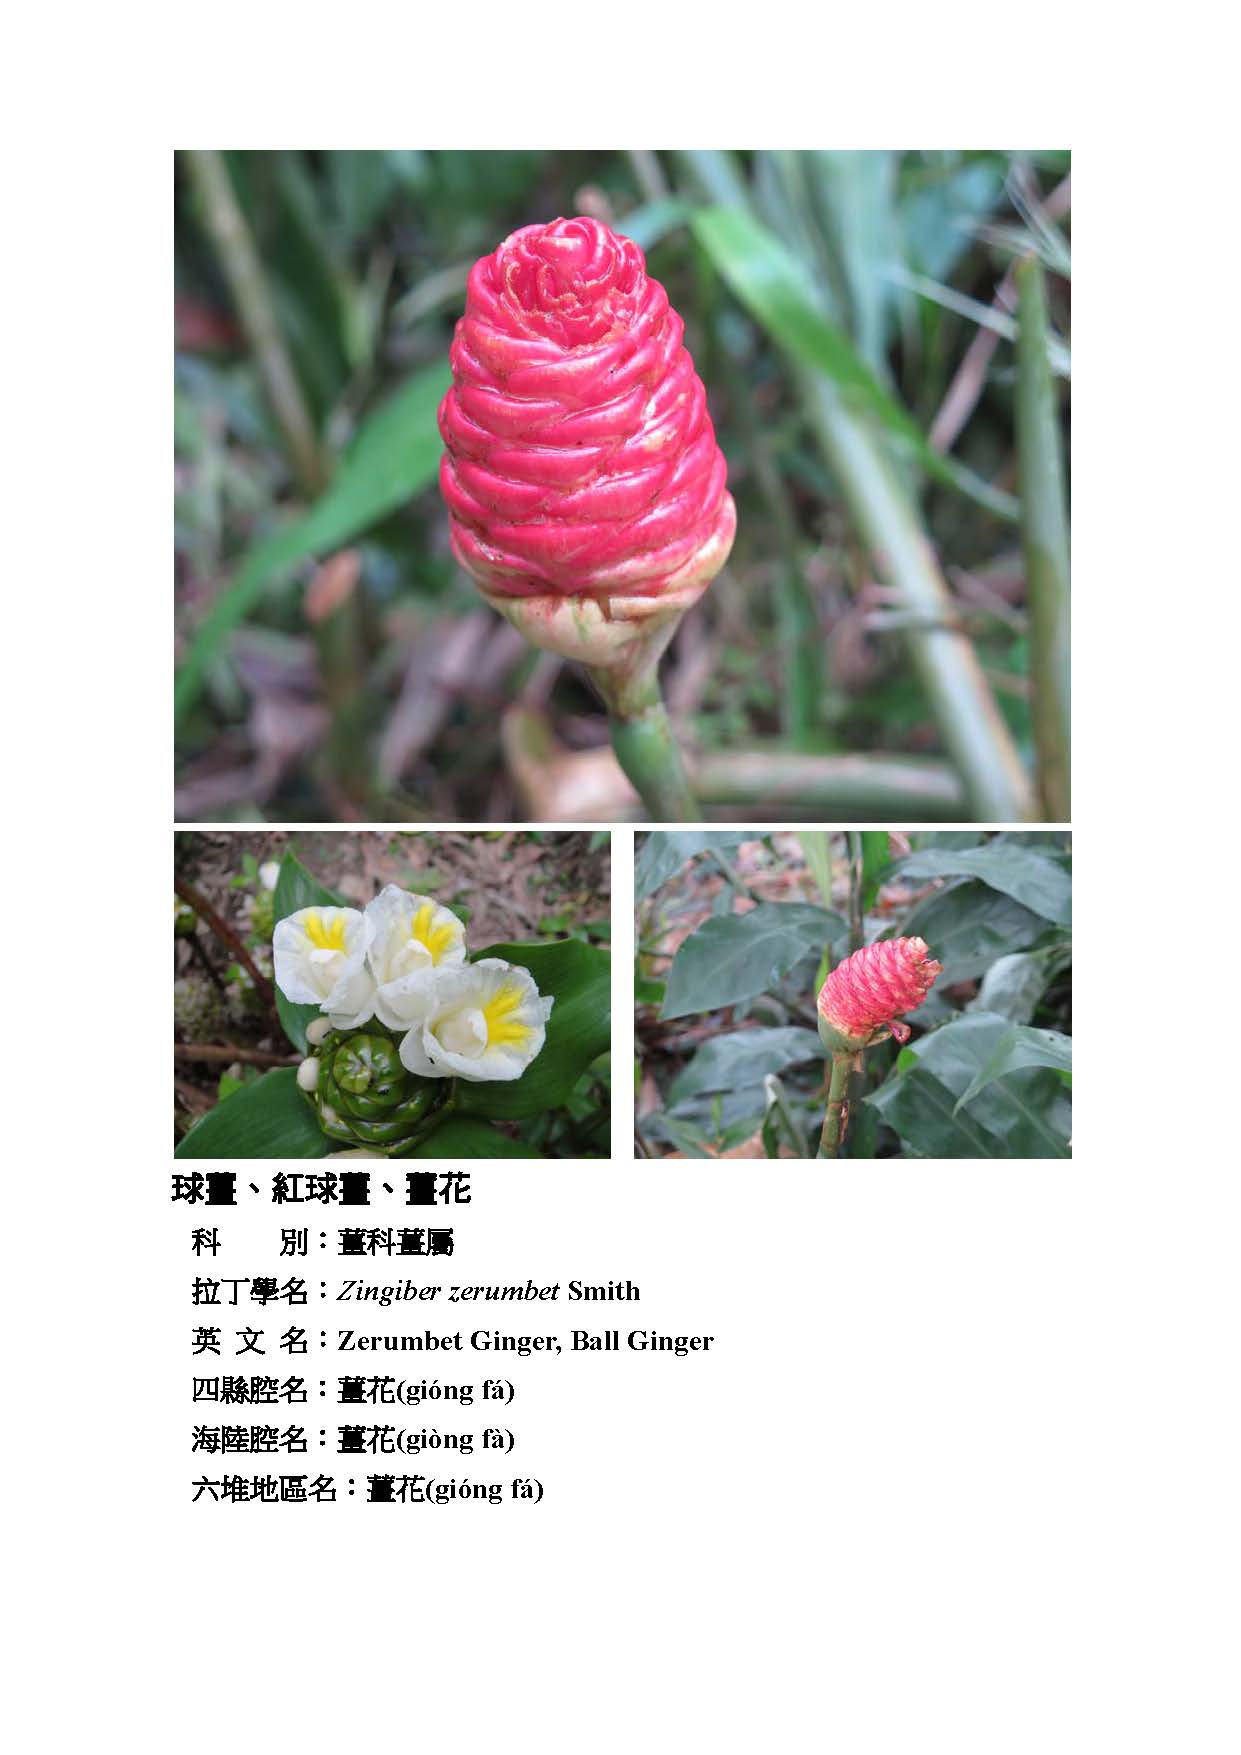 球薑、紅球薑、薑花
科　　別：薑科薑屬
拉丁學名：Zingiber zerumbet Smith
英 文 名：Zerumbet Ginger, Ball Ginger
四縣腔名：薑花(gióng fá)
海陸腔名：薑花(giòng fà)
六堆地區名：薑花(gióng fá)